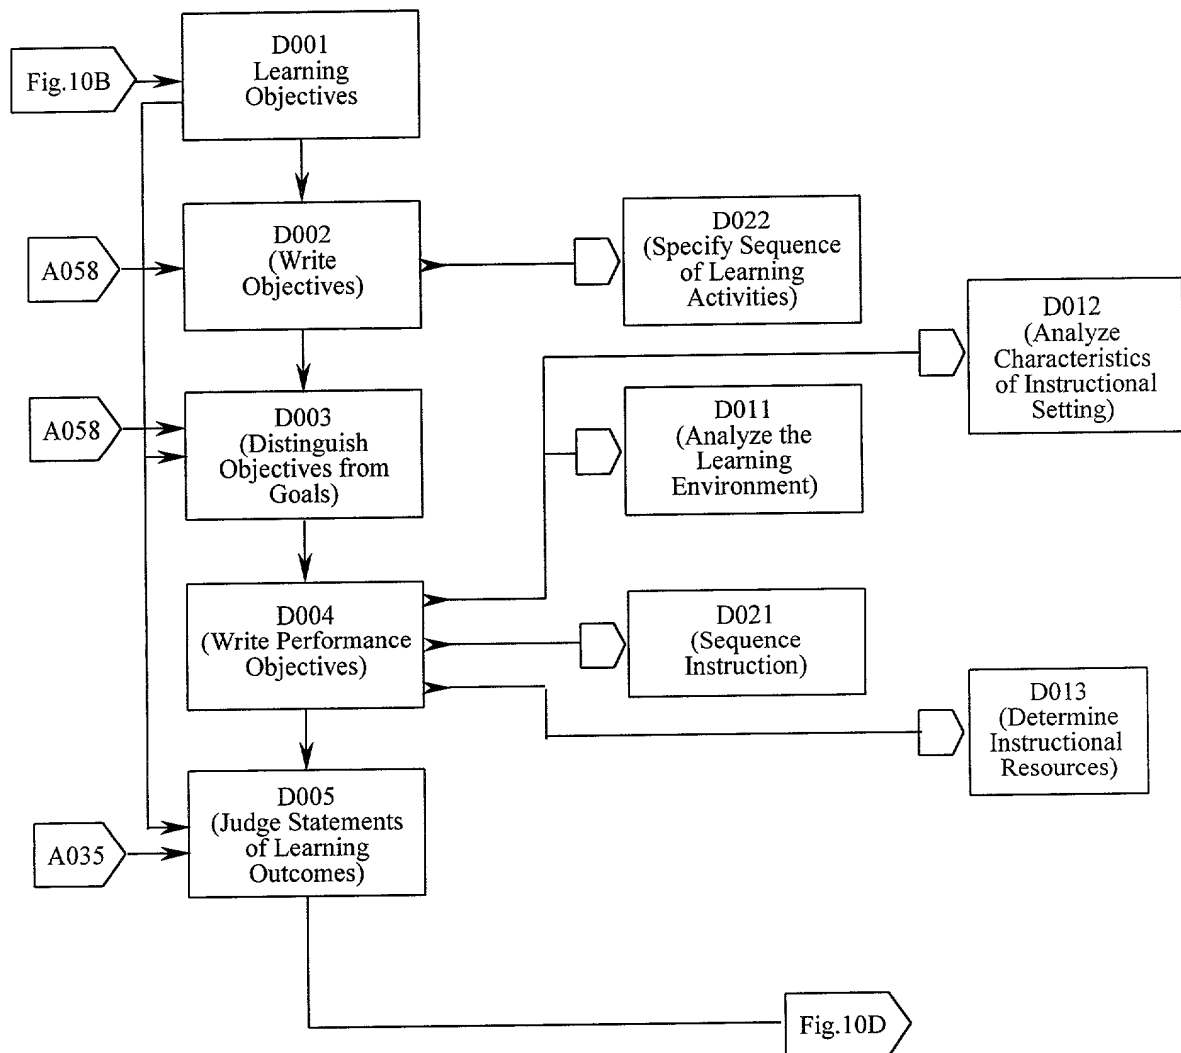 D001
Learning
Objectives
Fig.10B
D002
(Write
Objectives)
A058
D022
(Specify Sequence
of Learning
Activities)
D012
(Analyze
Characteristics
of Instructional
Setting)
A058
D003
(Distinguish
Objectives from
Goals)
D011
(Analyze the
Learning
Environment)
D004
(Write Performance
Objectives)
D021
(Sequence
Instruction)
D013
(Determine
Instructional
Resources)
D005
(Judge Statements
of Learning
Outcomes)
A035
Fig.10D